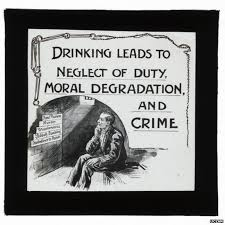 DRINKING LEADS TO
NEGLECT OF DUTY,
MORAL DEGRADATION,
AND
CRIME